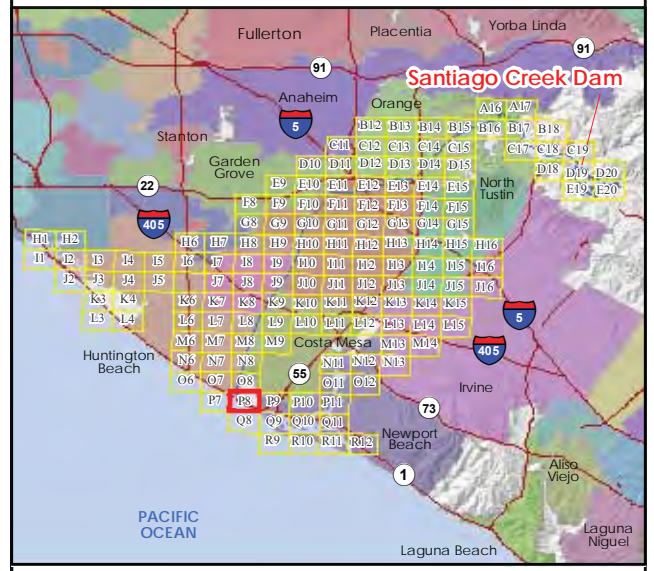 Yorba Linda
Fullerton
Placentia
91
91
Santiago Creek Dam
Anaheim
Orange
A16 A17
5
B12 B13 B14 B15 B16 B17 B18
Stanton
C11 C12 C13 C14 C15 C17 C18 C19
Garden
Grove
D10 D11 D12 D13 D14 D15 D18 D19 D20
22
E9 E10 E11 E12 E13 E14 E15 E19 E20
North
Tustin
F8 F9 F10 F11 F12 F13 F14 F15
405
G8 G9 G10 G11 G12 G13 G14 G15
H1 H2 H6 H7 H8 H9 H10 H11 H12 H13 H14 H15 H16
I1 I2 I3 I4 I5 I6 I7 I8 I9 I10 I11 I12 I13 I14 I15 I16
J2 J3 J4 J5 J7 J8 J9 J10 J11 J12 J13 J14 J15 J16
K3 K4 K6 K7 K8 K9 K10 K11 K12 K13 K14 K15
5
L3 L4 L6 L7 L8 L9 L10 L11 L12 L13 L14 L15
M6 M7 M8 M9 Costa Mesa M13 M14
405
Huntington
Beach
N6 N7 N8 N11 N12 N13
55
O6 O7 O8 O11 O12
Irvine
P7 P8 P9 P10 P11
73
Q8 Q9 Q10 Q11
Newport
Beach
R9 R10 R11 R12
1
Aliso
Viejo
PACIFIC
OCEAN
Laguna
Niguel
Laguna Beach